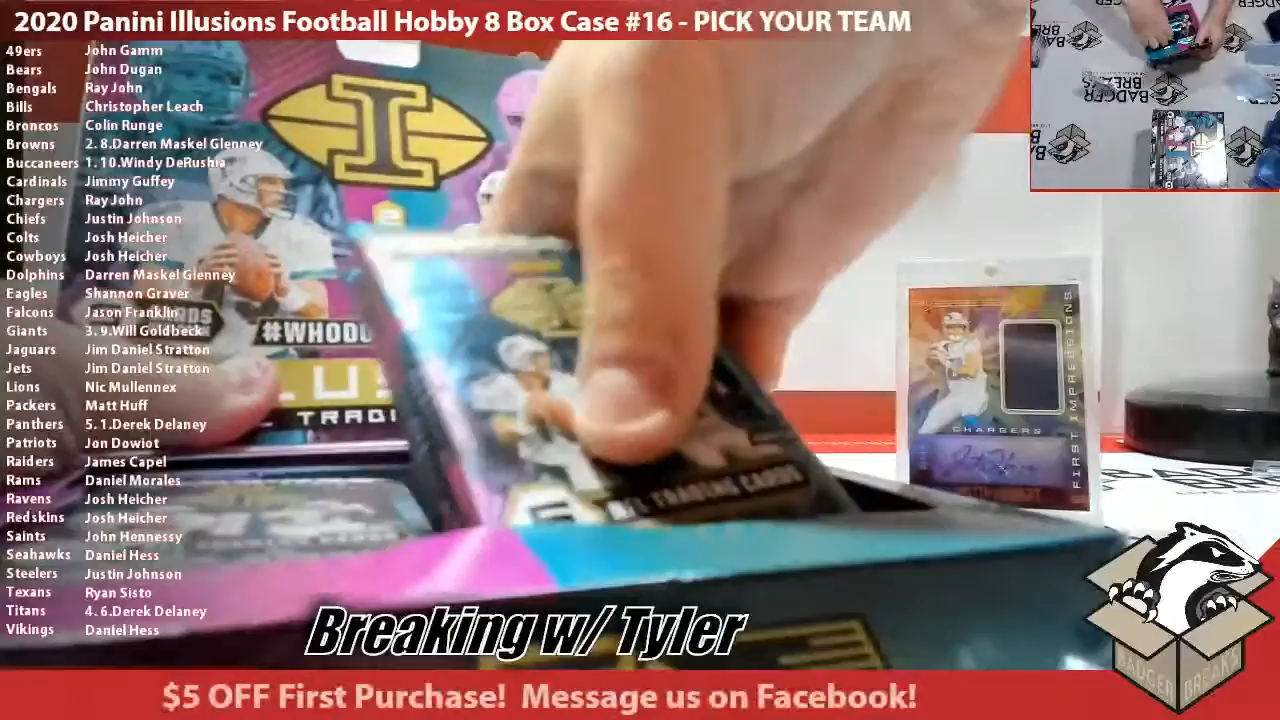 2020 Panini Illusions Football Hobby 8 Box Case #16 - PICK YOUR TEAM
49ers John Gamm
Bears John Dugan
Bengals Ray John
Bills Christopher Leach
Broncos Colin Runge
Browns 2. 8.Darren Maskel Glenney
Buccaneers 1. 10.Windy DeRushia
Cardinals Jimmy Guffey
Chargers Ray John
Chiefs Justin Johnson
Colts Josh Heicher
Cowboys Josh Heicher
Dolphins Darren Maskel Glenney
Eagles Shannon Graver
Falcons Jason Franklin
Giants 3. 9.Will Goldbeck
Jaguars Jim Daniel Stratton
Jets Jim Daniel Stratton
Lions Nic Mullennex
Packers Matt Huff
Panthers 5. 1.Derek Delaney
Patriots Jon Dowiot
Raiders James Capel
Rams Daniel Morales
Ravens Josh Heicher
Redskins Josh Heicher
Saints John Hennessy
Seahawks Daniel Hess
Steelers Justin Johnson
Texans Ryan Sisto
Titans 4. 6.Derek Delaney
Vikings Daniel Hess
I
#WHODU
LUS
TRADI
NFL TRADING CARDS
CHARGERS
FIRST IMPRESSIONS
BADGER
BREAKS
Breaking w/ Tyler
BADGER BREAKS
$5 OFF First Purchase! Message us on Facebook!